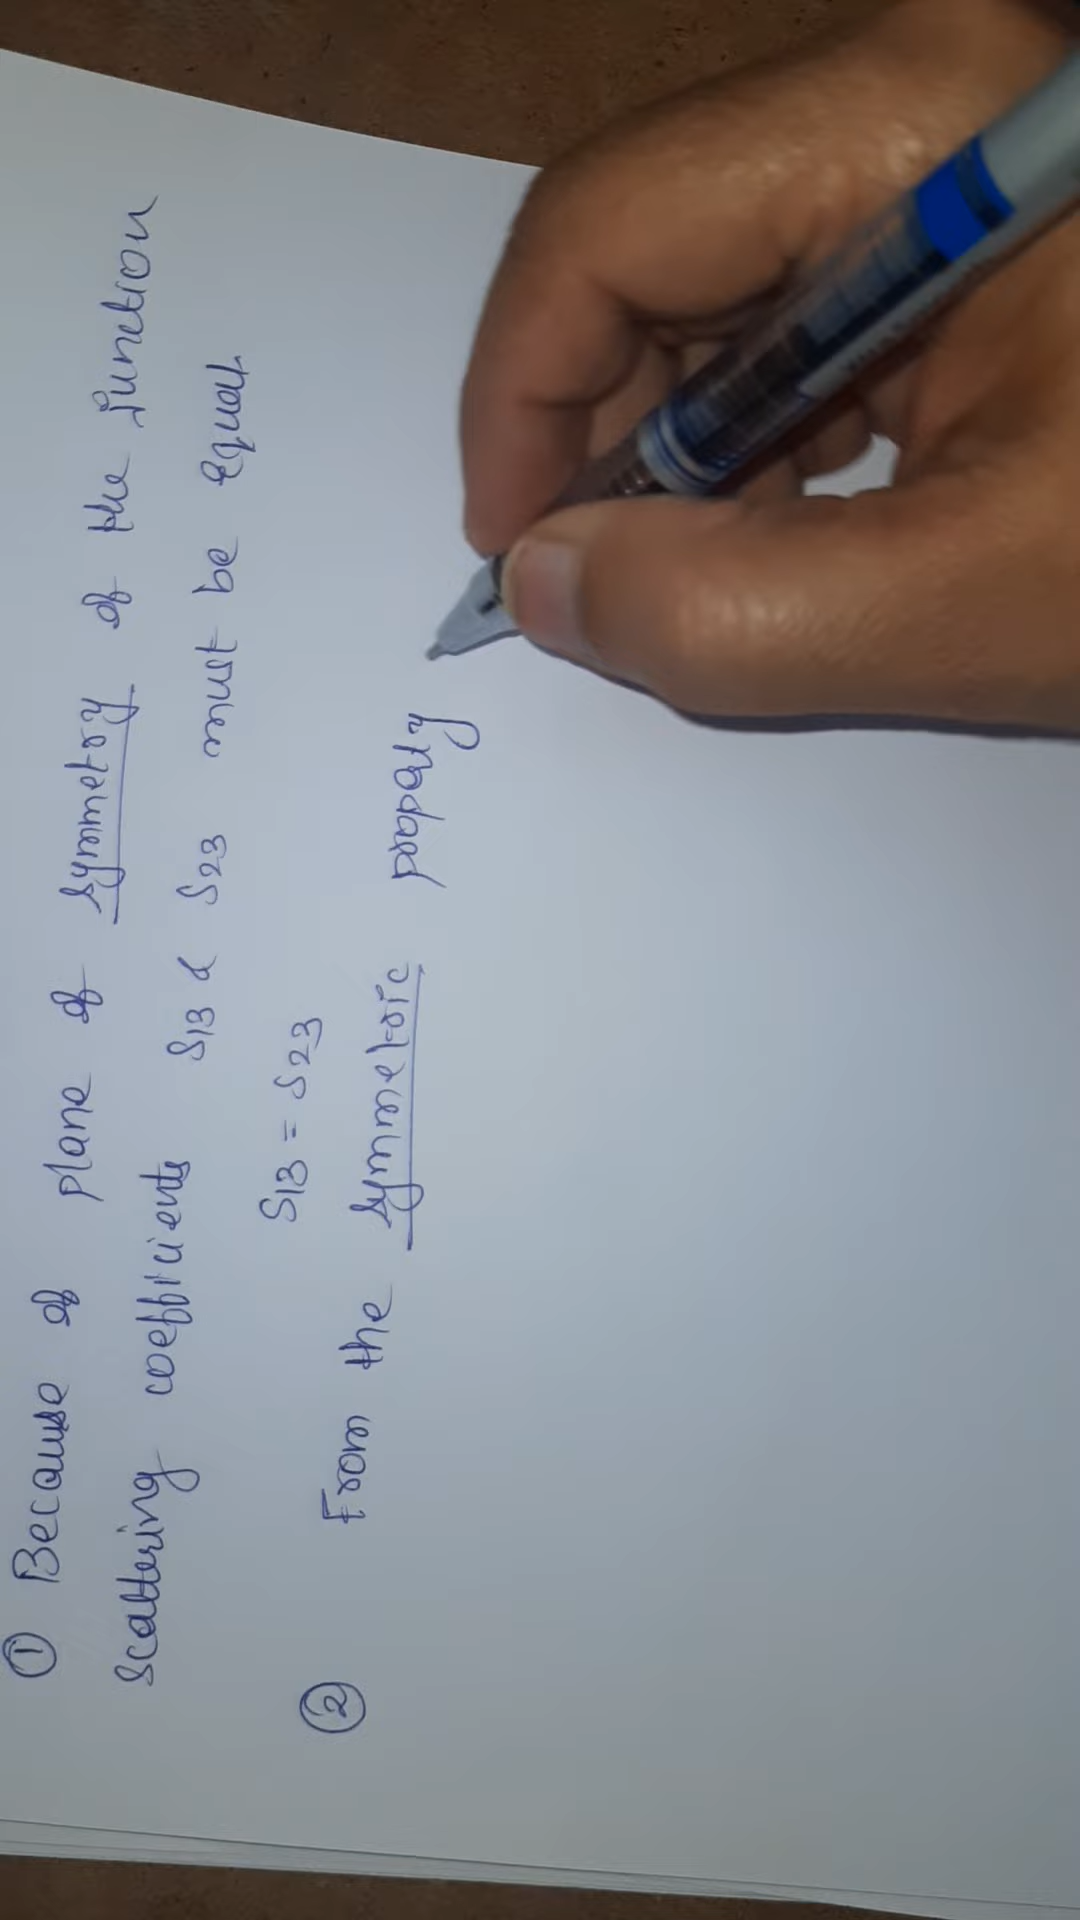 ① Because of plane of symmetry of the junction
scattering coefficients S13 & S23 must be equal
S13 = S23
② From the symmetric propaty